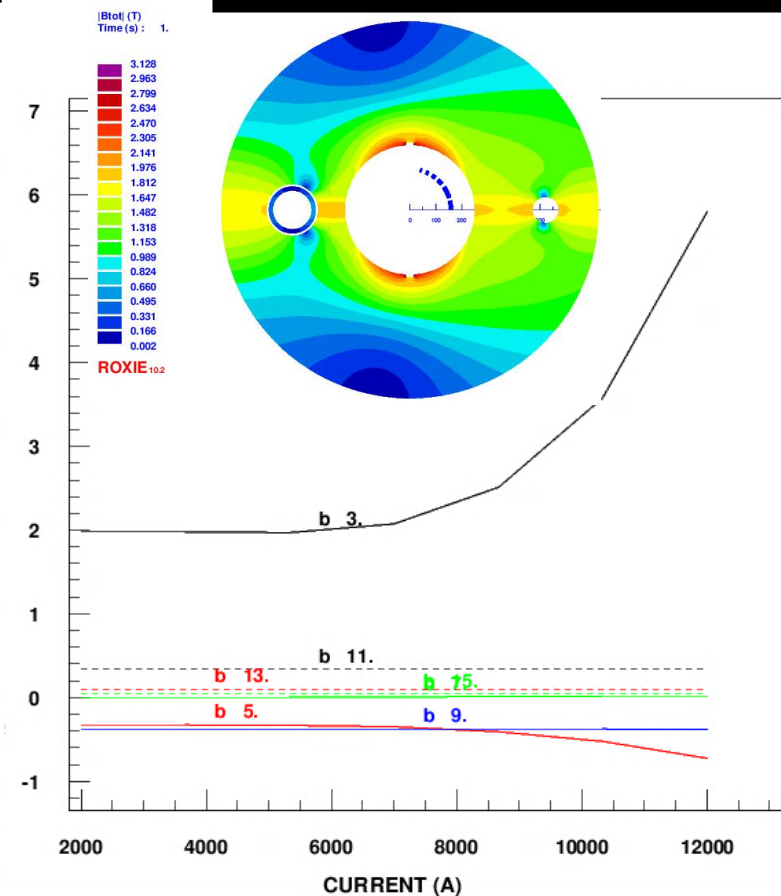 |Btot| (T)
Time (s) : 1.
3.128
2.963
2.799
2.634
2.470
2.305
2.141
1.976
1.812
1.647
1.482
1.318
1.153
0.989
0.824
0.660
0.495
0.331
0.166
0.002
ROXIE10.2
0 100 200
7
6
5
4
3
2
1
0
-1
b 3.
b 11.
b 13.
b 5.
b 9.
2000 4000 6000 8000 10000 12000
CURRENT (A)